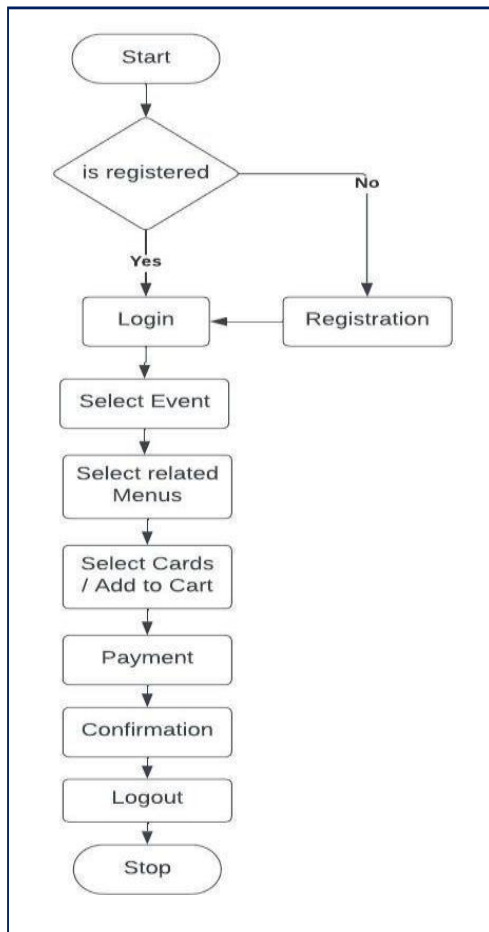 Start
is registered
No
Yes
Login
Registration
Select Event
Select related
Menus
Select Cards
/ Add to Cart
Payment
Confirmation
Logout
Stop